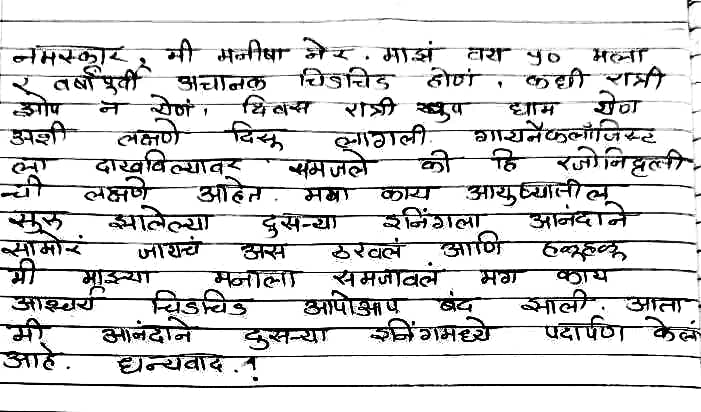 नमस्कार, मी मनीषा नेर. माझं वय ५० मला
२ वर्षांपूर्वी अचानक चिडचिड होणं, कधी रात्री
झोप न येणं, दिवस रात्री खुप घाम येण
अशी लक्षणे दिसू लागली. गायनॅकलॉजिस्ट
ला दाखविल्यावर समजले की हि रजोनिवृत्ती
ची लक्षणे आहेत. मग काय आयुष्यातील
सुरु झालेल्या दुसऱ्या इनिंगला आनंदाने
सामोरं जायचं असं ठरवलं आणि हळूहळू
मी माझ्या मनाला समजावलं मग काय
आश्चर्य चिडचिड आपोआप बंद झाली. आता
मी आनंदाने दुसऱ्या इनिंगमध्ये पदार्पण केलं
आहे. धन्यवाद.!